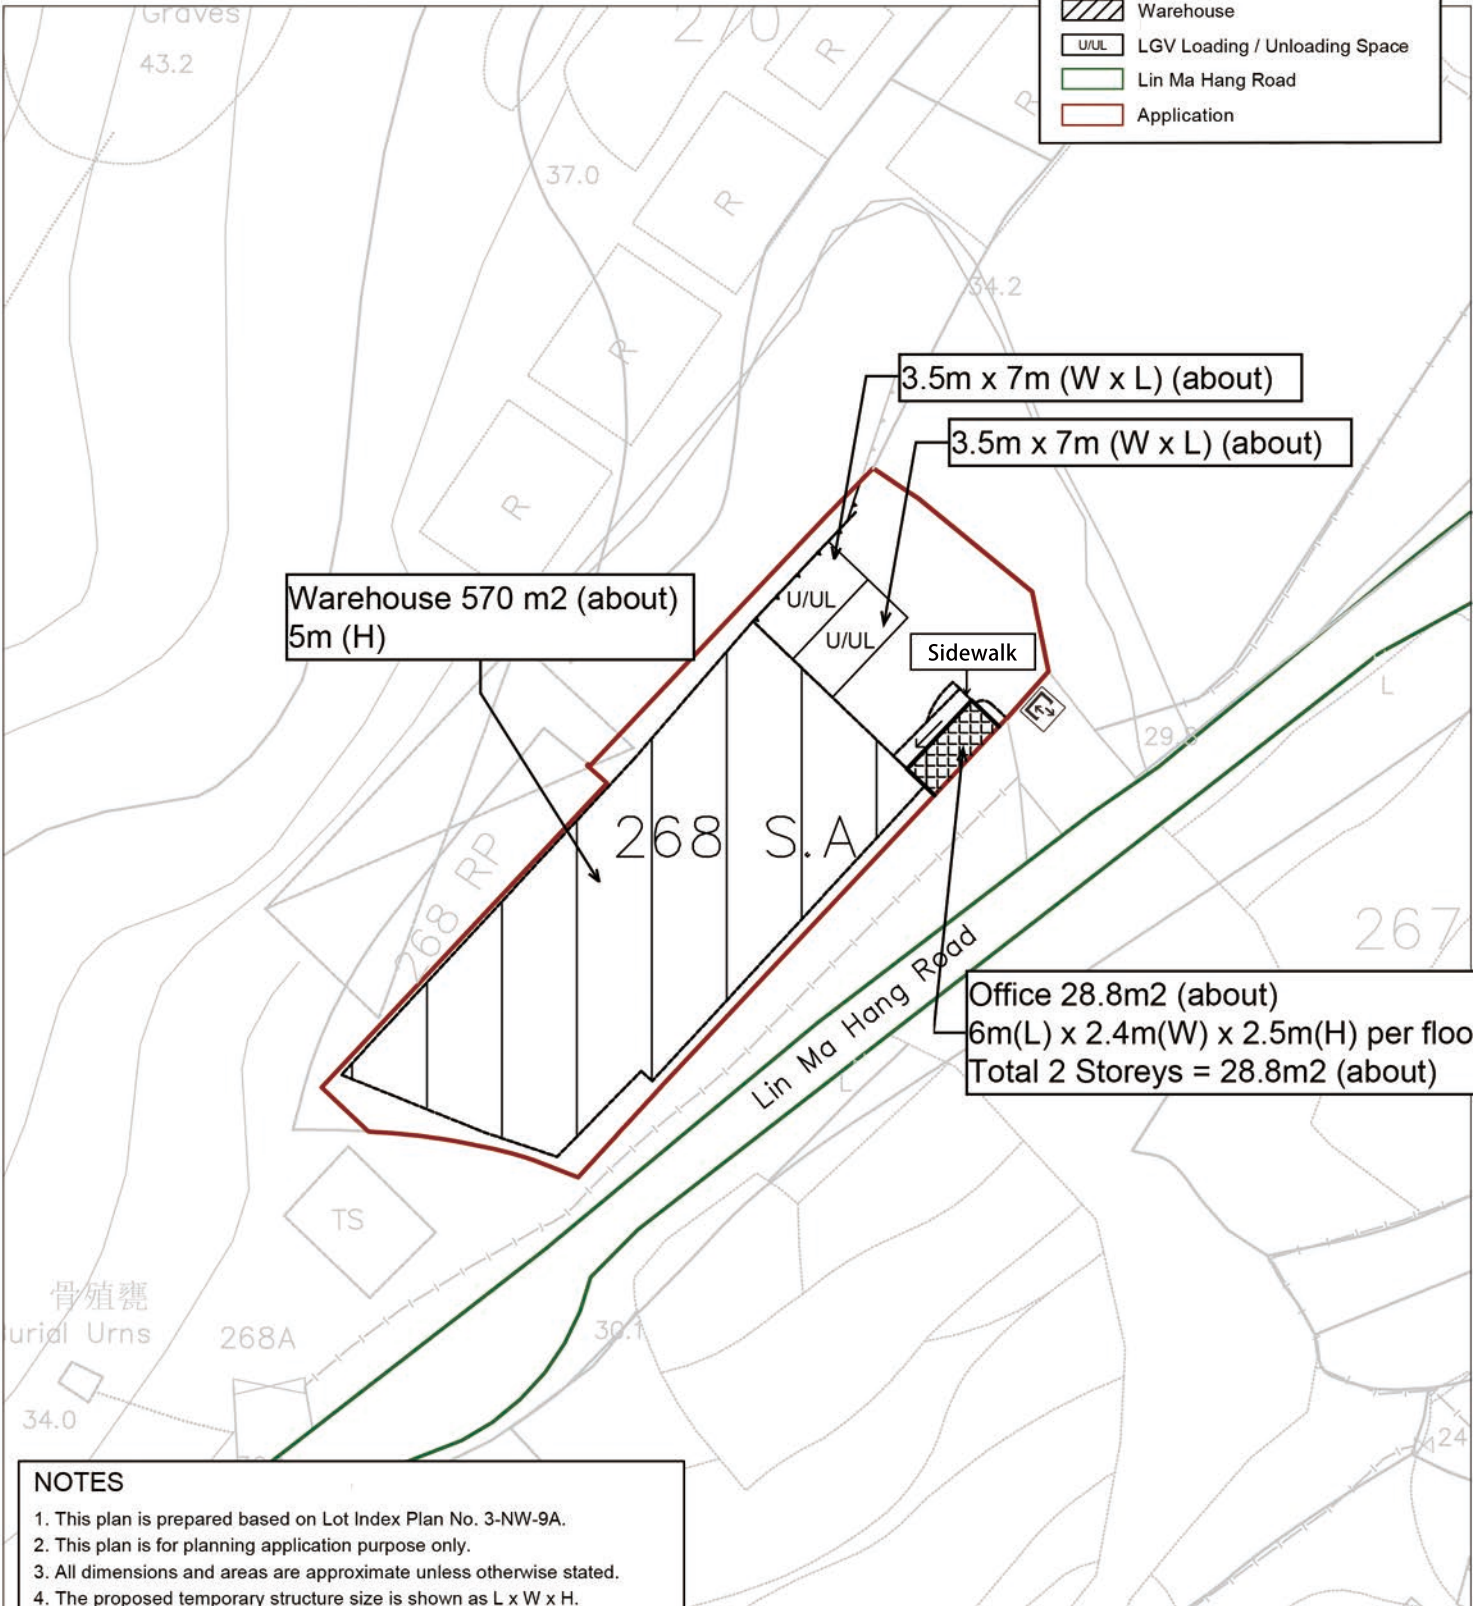 Graves
43.2
270
R
Warehouse
U/UL LGV Loading / Unloading Space
Lin Ma Hang Road
Application
R
37.0
R
34.2
R
3.5m x 7m (W x L) (about)
3.5m x 7m (W x L) (about)
R
Warehouse 570 m2 (about)
5m (H)
U/UL
U/UL
Sidewalk
L
29.8
268 S.A
268 RP
267
Lin Ma Hang Road
Office 28.8m2 (about)
6m(L) x 2.4m(W) x 2.5m(H) per floo
Total 2 Storeys = 28.8m2 (about)
L
TS
骨殖甕
urial Urns
268A
30.1
34.0
24
NOTES
1. This plan is prepared based on Lot Index Plan No. 3-NW-9A.
2. This plan is for planning application purpose only.
3. All dimensions and areas are approximate unless otherwise stated.
4. The proposed temporary structure size is shown as L x W x H.